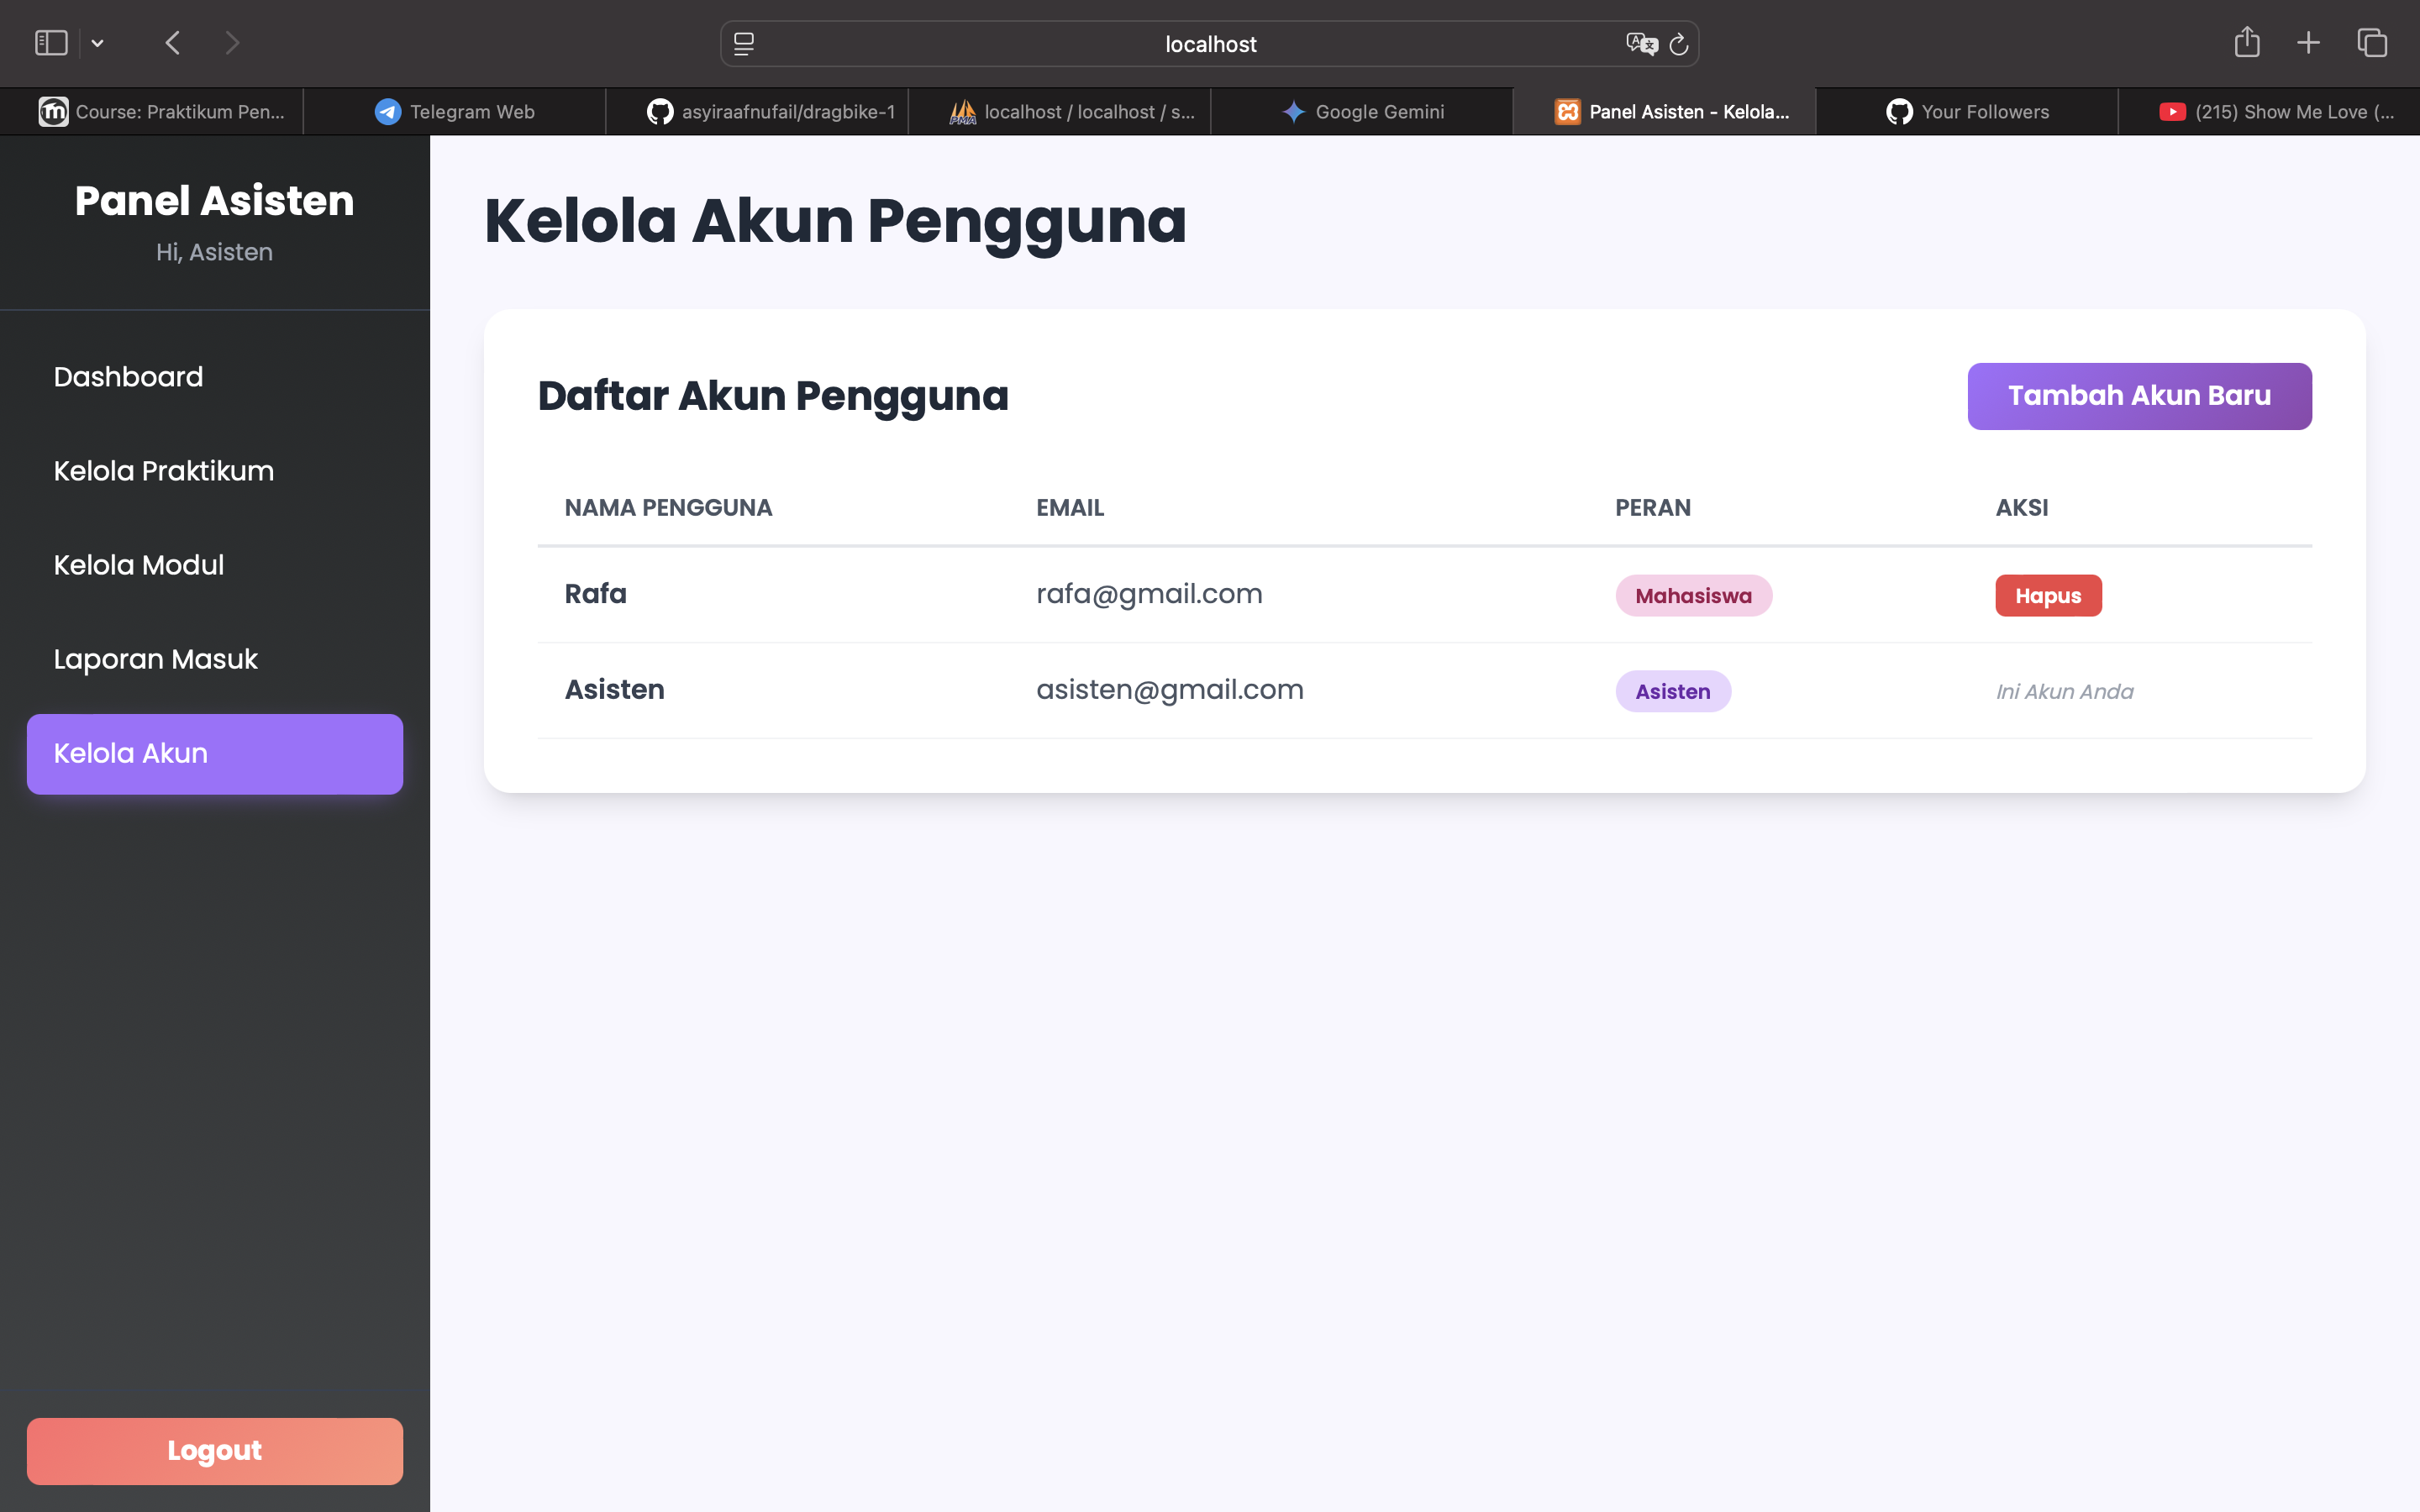 localhost
Course: Praktikum Pen...
Telegram Web
asyiraafnufail/dragbike-1
localhost / localhost / s...
Google Gemini
Panel Asisten - Kelola...
Your Followers
(215) Show Me Love (...
Panel Asisten
Hi, Asisten
Dashboard
Kelola Praktikum
Kelola Modul
Laporan Masuk
Kelola Akun
Logout
Kelola Akun Pengguna
Daftar Akun Pengguna
Tambah Akun Baru
NAMA PENGGUNA EMAIL PERAN AKSI
Rafa rafa@gmail.com Mahasiswa Hapus
Asisten asisten@gmail.com Asisten Ini Akun Anda